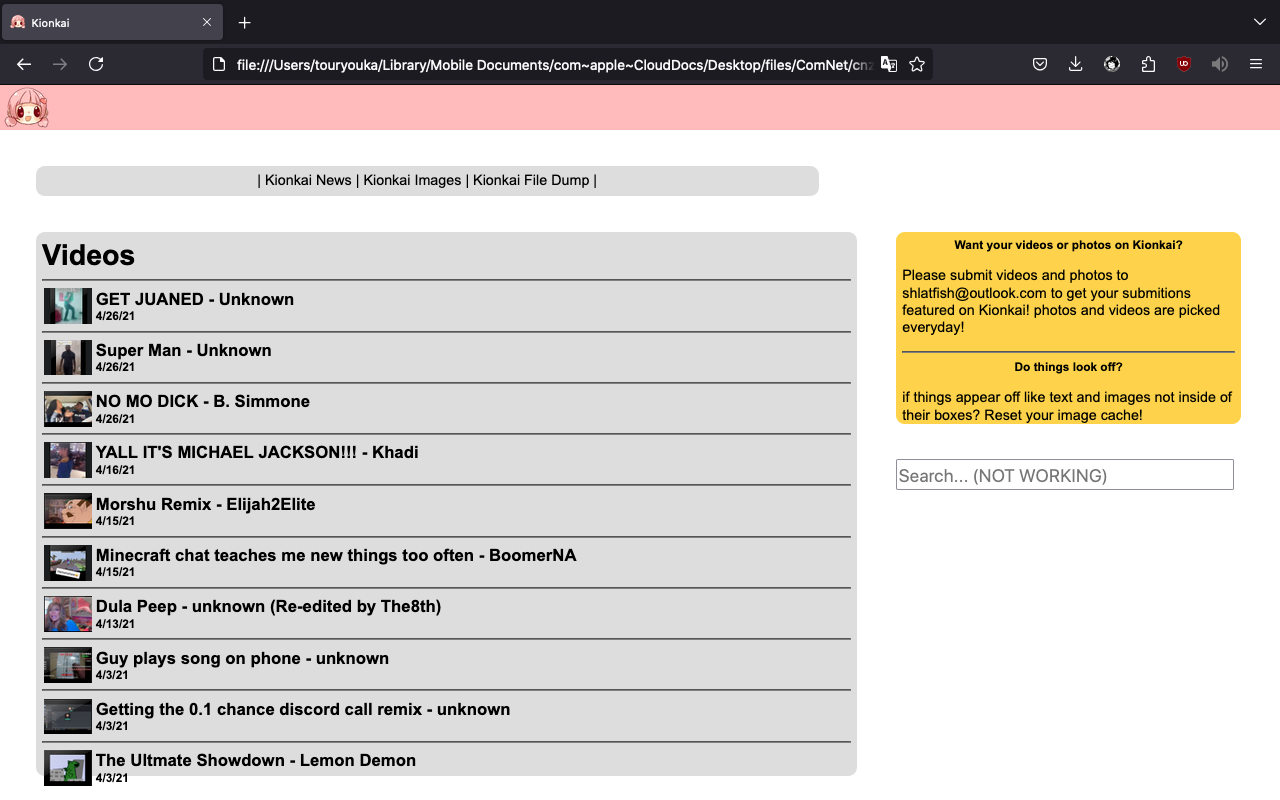 Kionkai
file:///Users/touryouka/Library/Mobile Documents/com~apple~CloudDocs/Desktop/files/ComNet/cnz
| Kionkai News | Kionkai Images | Kionkai File Dump |
Videos
GET JUANED - Unknown
4/26/21
Super Man - Unknown
4/26/21
NO MO DICK - B. Simmone
4/26/21
YALL IT'S MICHAEL JACKSON!!! - Khadi
4/16/21
Morshu Remix - Elijah2Elite
4/15/21
Minecraft chat teaches me new things too often - BoomerNA
4/15/21
Dula Peep - unknown (Re-edited by The8th)
4/13/21
Guy plays song on phone - unknown
4/3/21
Getting the 0.1 chance discord call remix - unknown
4/3/21
The Ultmate Showdown - Lemon Demon
4/3/21
Want your videos or photos on Kionkai?
Please submit videos and photos to
shlatfish@outlook.com to get your submitions
featured on Kionkai! photos and videos are picked
everyday!
Do things look off?
if things appear off like text and images not inside of
their boxes? Reset your image cache!
Search... (NOT WORKING)